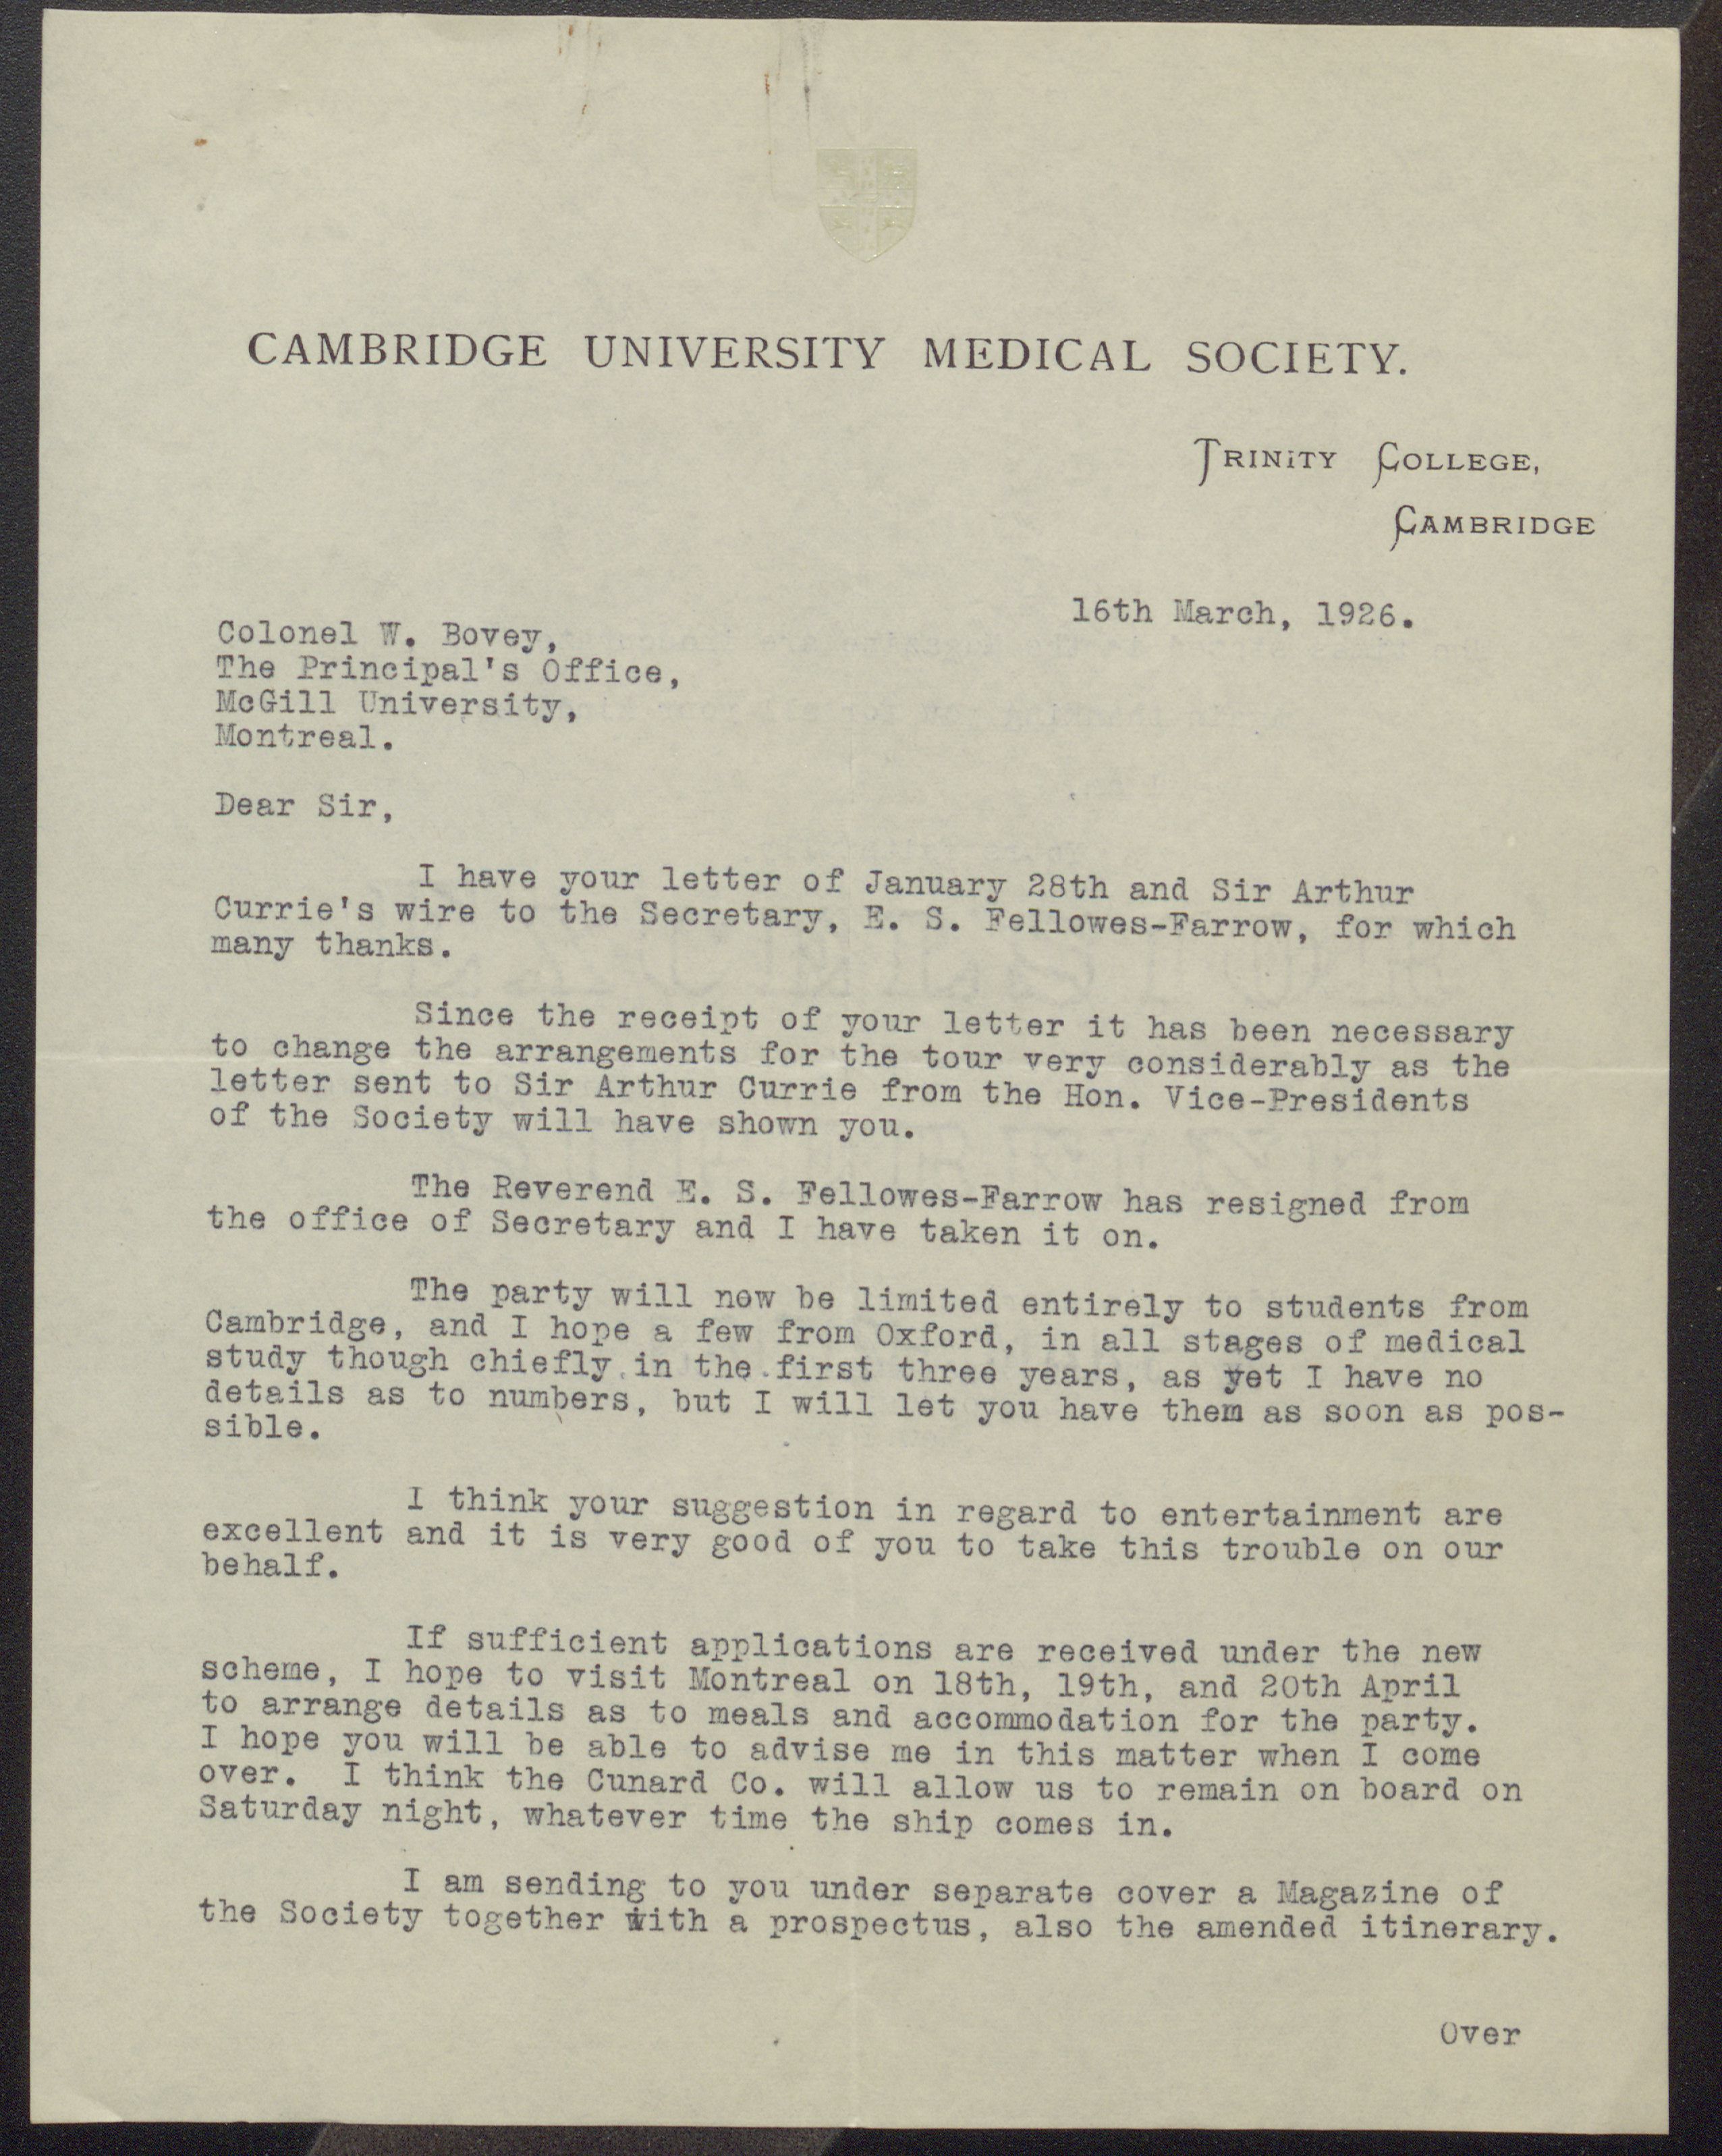 CAMBRIDGE UNIVERSITY MEDICAL SOCIETY.
TRINITY COLLEGE,
CAMBRIDGE
16th March, 1926.
Colonel W. Bovey,
The Principal's Office,
McGill University,
Montreal.
Dear Sir,
I have your letter of January 28th and Sir Arthur
Currie's wire to the Secretary, E. S. Fellowes-Farrow, for which
many thanks.
Since the receipt of your letter it has been necessary
to change the arrangements for the tour very considerably as the
letter sent to Sir Arthur Currie from the Hon. Vice-Presidents
of the Society will have shown you.
The Reverend E. S. Fellowes-Farrow has resigned from
the office of Secretary and I have taken it on.
The party will now be limited entirely to students from
Cambridge, and I hope a few from Oxford, in all stages of medical
study though chiefly in the first three years, as yet I have no
details as to numbers, but I will let you have them as soon as pos-
sible.
I think your suggestion in regard to entertainment are
excellent and it is very good of you to take this trouble on our
behalf.
If sufficient applications are received under the new
scheme, I hope to visit Montreal on 18th, 19th, and 20th April
to arrange details as to meals and accommodation for the party.
I hope you will be able to advise me in this matter when I come
over. I think the Cunard Co. will allow us to remain on board on
Saturday night, whatever time the ship comes in.
I am sending to you under separate cover a Magazine of
the Society together with a prospectus, also the amended itinerary.
Over